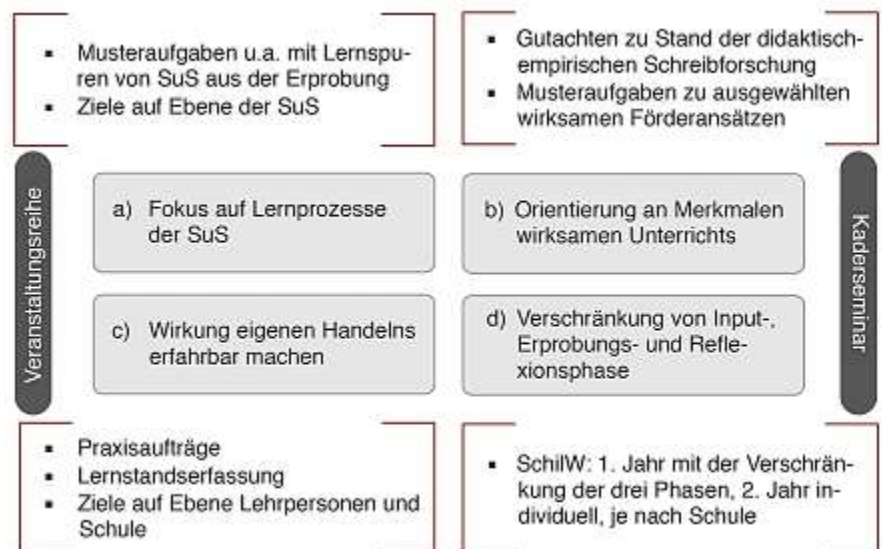 ▪ Musteraufgaben u.a. mit Lernspu-
ren von SuS aus der Erprobung
▪ Ziele auf Ebene der SuS
▪ Gutachten zu Stand der didaktisch-
empirischen Schreibforschung
▪ Musteraufgaben zu ausgewählten
wirksamen Förderansätzen
Veranstaltungsreihe
a) Fokus auf Lernprozesse
der SuS
b) Orientierung an Merkmalen
wirksamen Unterrichts
c) Wirkung eigenen Handelns
erfahrbar machen
d) Verschränkung von Input-,
Erprobungs- und Refle-
xionsphase
Kaderseminar
▪ Praxisaufträge
▪ Lernstandserfassung
▪ Ziele auf Ebene Lehrpersonen und
Schule
▪ SchilW: 1. Jahr mit der Verschrän-
kung der drei Phasen, 2. Jahr in-
dividuell, je nach Schule